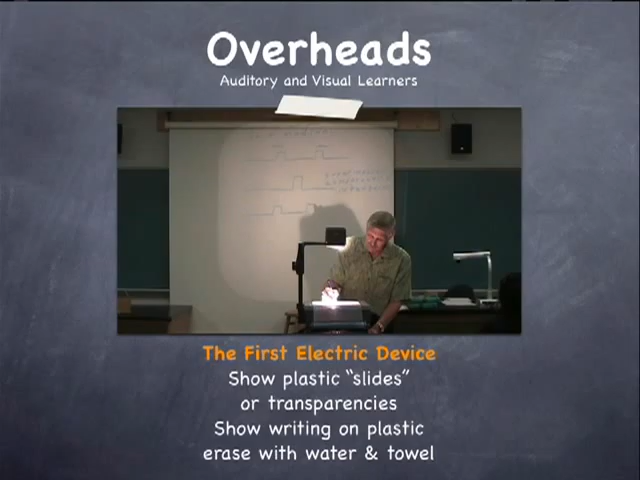 Overheads
Auditory and Visual Learners
The First Electric Device
Show plastic “slides”
or transparencies
Show writing on plastic
erase with water & towel